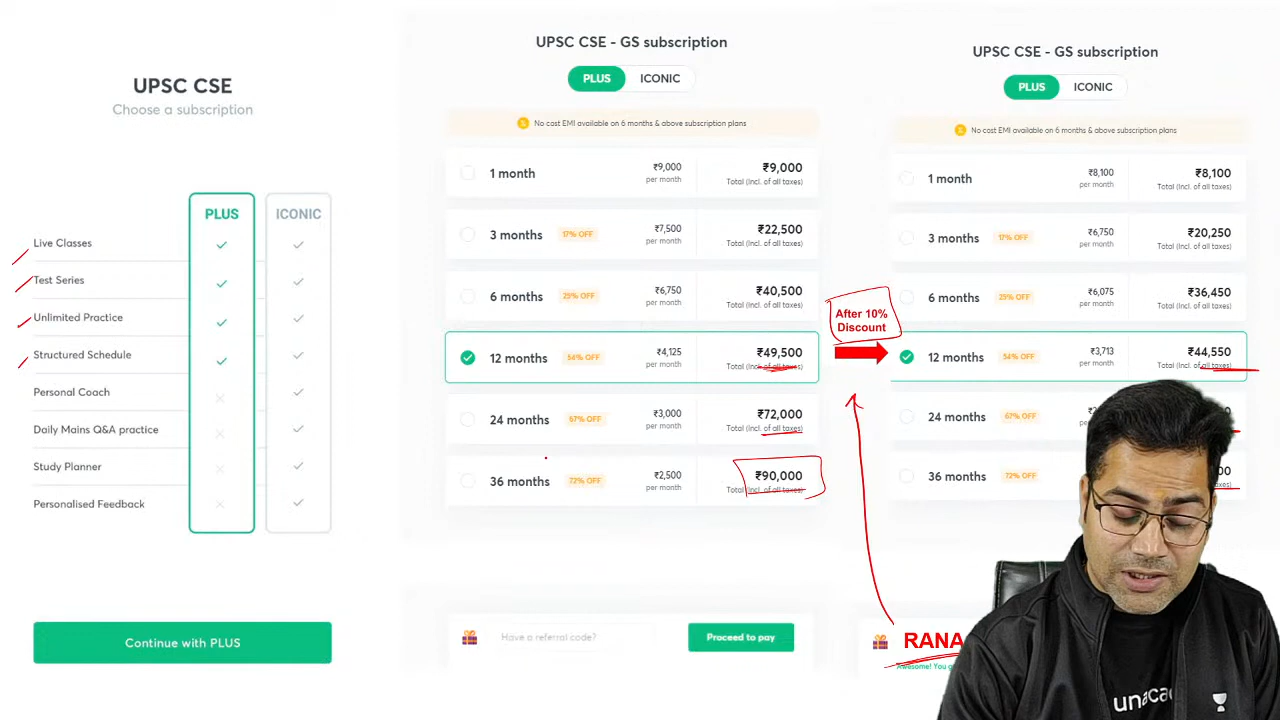 UPSC CSE
Choose a subscription
PLUS ICONIC
Live Classes
Test Series
Unlimited Practice
Structured Schedule
Personal Coach
Daily Mains Q&A practice
Study Planner
Personalised Feedback
Continue with PLUS
UPSC CSE - GS subscription
PLUS ICONIC
No cost EMI available on 6 months & above subscription plans
1 month ₹9,000 ₹9,000
per month Total (Incl. of all taxes)
3 months 17% OFF ₹7,500 ₹22,500
per month Total (Incl. of all taxes)
6 months 25% OFF ₹6,750 ₹40,500
per month Total (Incl. of all taxes)
12 months 54% OFF ₹4,125 ₹49,500
per month Total (Incl. of all taxes)
24 months 67% OFF ₹3,000 ₹72,000
per month Total (Incl. of all taxes)
36 months 72% OFF ₹2,500 ₹90,000
per month Total (Incl. of all taxes)
Have a referral code? Proceed to pay
After 10%
Discount
UPSC CSE - GS subscription
PLUS ICONIC
No cost EMI available on 6 months & above subscription plans
1 month ₹8,100 ₹8,100
per month Total (Incl. of all taxes)
3 months 17% OFF ₹6,750 ₹20,250
per month Total (Incl. of all taxes)
6 months 25% OFF ₹6,075 ₹36,450
per month Total (Incl. of all taxes)
12 months 54% OFF ₹3,713 ₹44,550
per month Total (Incl. of all taxes)
24 months 67% OFF
36 months 72% OFF
RANA
Awesome! You
unaca